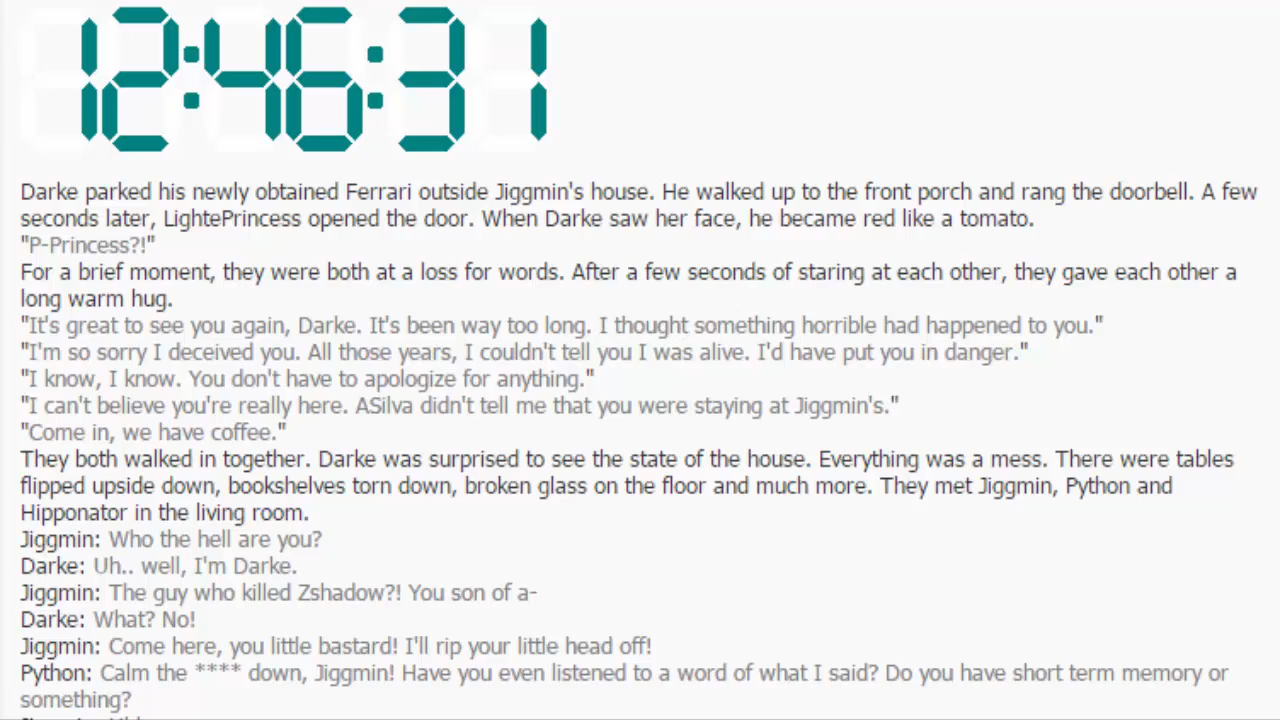 12:46:31
Darke parked his newly obtained Ferrari outside Jiggmin's house. He walked up to the front porch and rang the doorbell. A few
seconds later, LightePrincess opened the door. When Darke saw her face, he became red like a tomato.
"P-Princess?!"
For a brief moment, they were both at a loss for words. After a few seconds of staring at each other, they gave each other a
long warm hug.
"It's great to see you again, Darke. It's been way too long. I thought something horrible had happened to you."
"I'm so sorry I deceived you. All those years, I couldn't tell you I was alive. I'd have put you in danger."
"I know, I know. You don't have to apologize for anything."
"I can't believe you're really here. ASilva didn't tell me that you were staying at Jiggmin's."
"Come in, we have coffee."
They both walked in together. Darke was surprised to see the state of the house. Everything was a mess. There were tables
flipped upside down, bookshelves torn down, broken glass on the floor and much more. They met Jiggmin, Python and
Hipponator in the living room.
Jiggmin: Who the hell are you?
Darke: Uh.. well, I'm Darke.
Jiggmin: The guy who killed Zshadow?! You son of a-
Darke: What? No!
Jiggmin: Come here, you little bastard! I'll rip your little head off!
Python: Calm the **** down, Jiggmin! Have you even listened to a word of what I said? Do you have short term memory or
something?